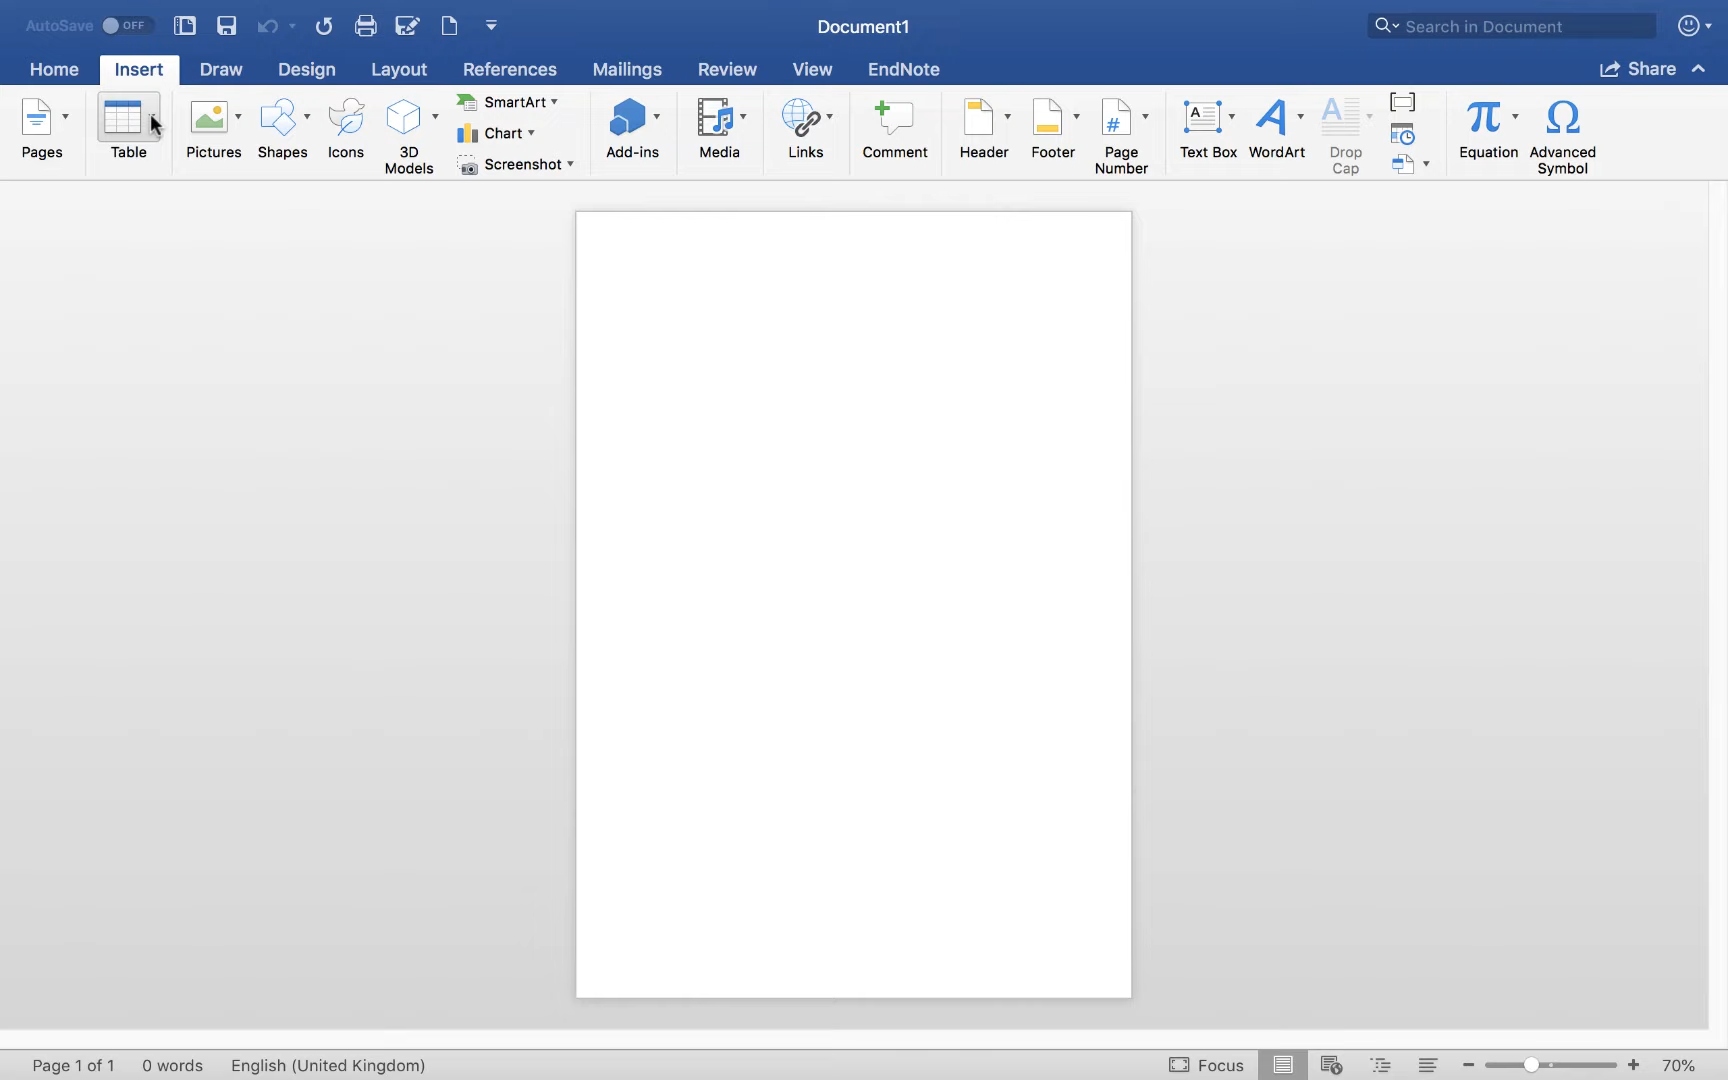 AutoSave OFF
Document1
Search in Document
Home Insert Draw Design Layout References Mailings Review View EndNote
Share
Pages
Table
Pictures
Shapes
Icons
3D
Models
SmartArt
Chart
Screenshot
Add-ins
Media
Links
Comment
Header
Footer
Page
Number
Text Box
WordArt
Drop
Cap
Equation
Advanced
Symbol
Page 1 of 1 0 words English (United Kingdom)
Focus
70%